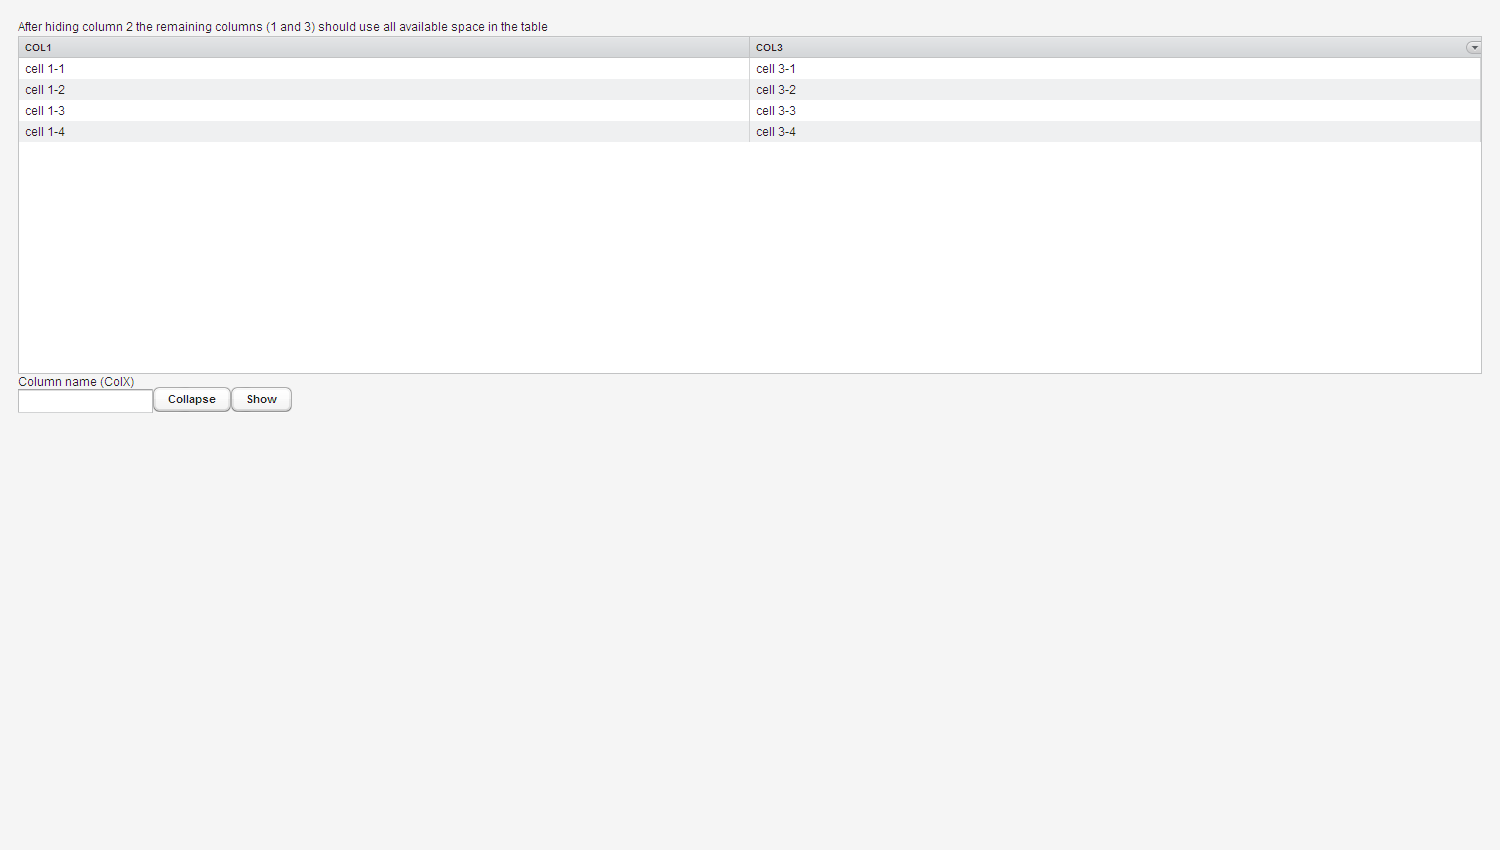 After hiding column 2 the remaining columns (1 and 3) should use all available space in the table
COL1 COL3
cell 1-1 cell 3-1
cell 1-2 cell 3-2
cell 1-3 cell 3-3
cell 1-4 cell 3-4
Column name (ColX)
Collapse Show